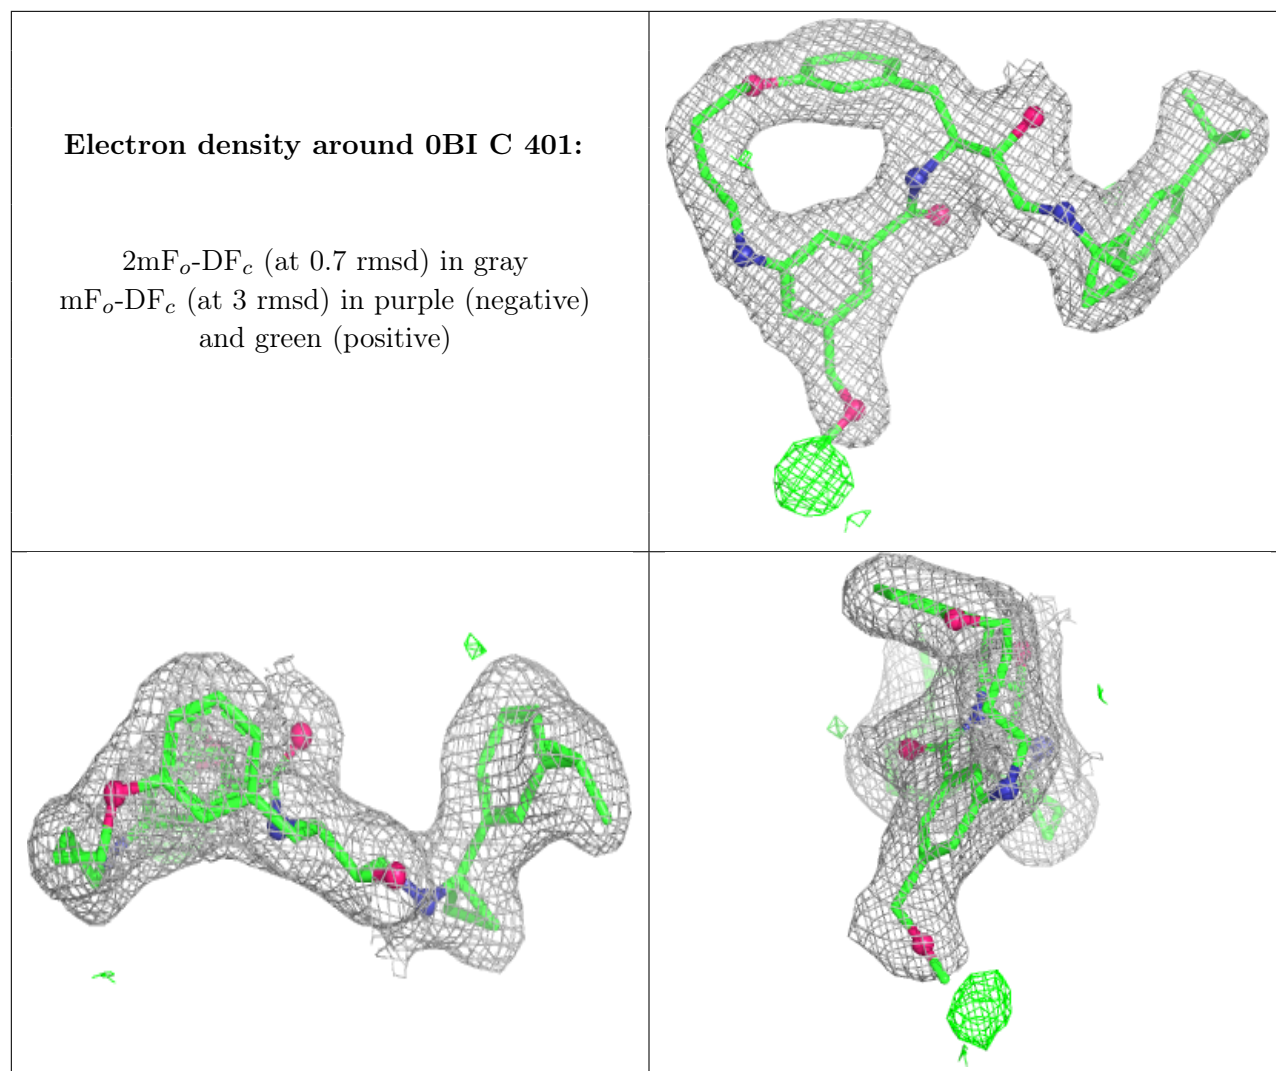 Electron density around 0BI C 401:
2mFₒ-DF𝒸 (at 0.7 rmsd) in gray
mFₒ-DF𝒸 (at 3 rmsd) in purple (negative)
and green (positive)